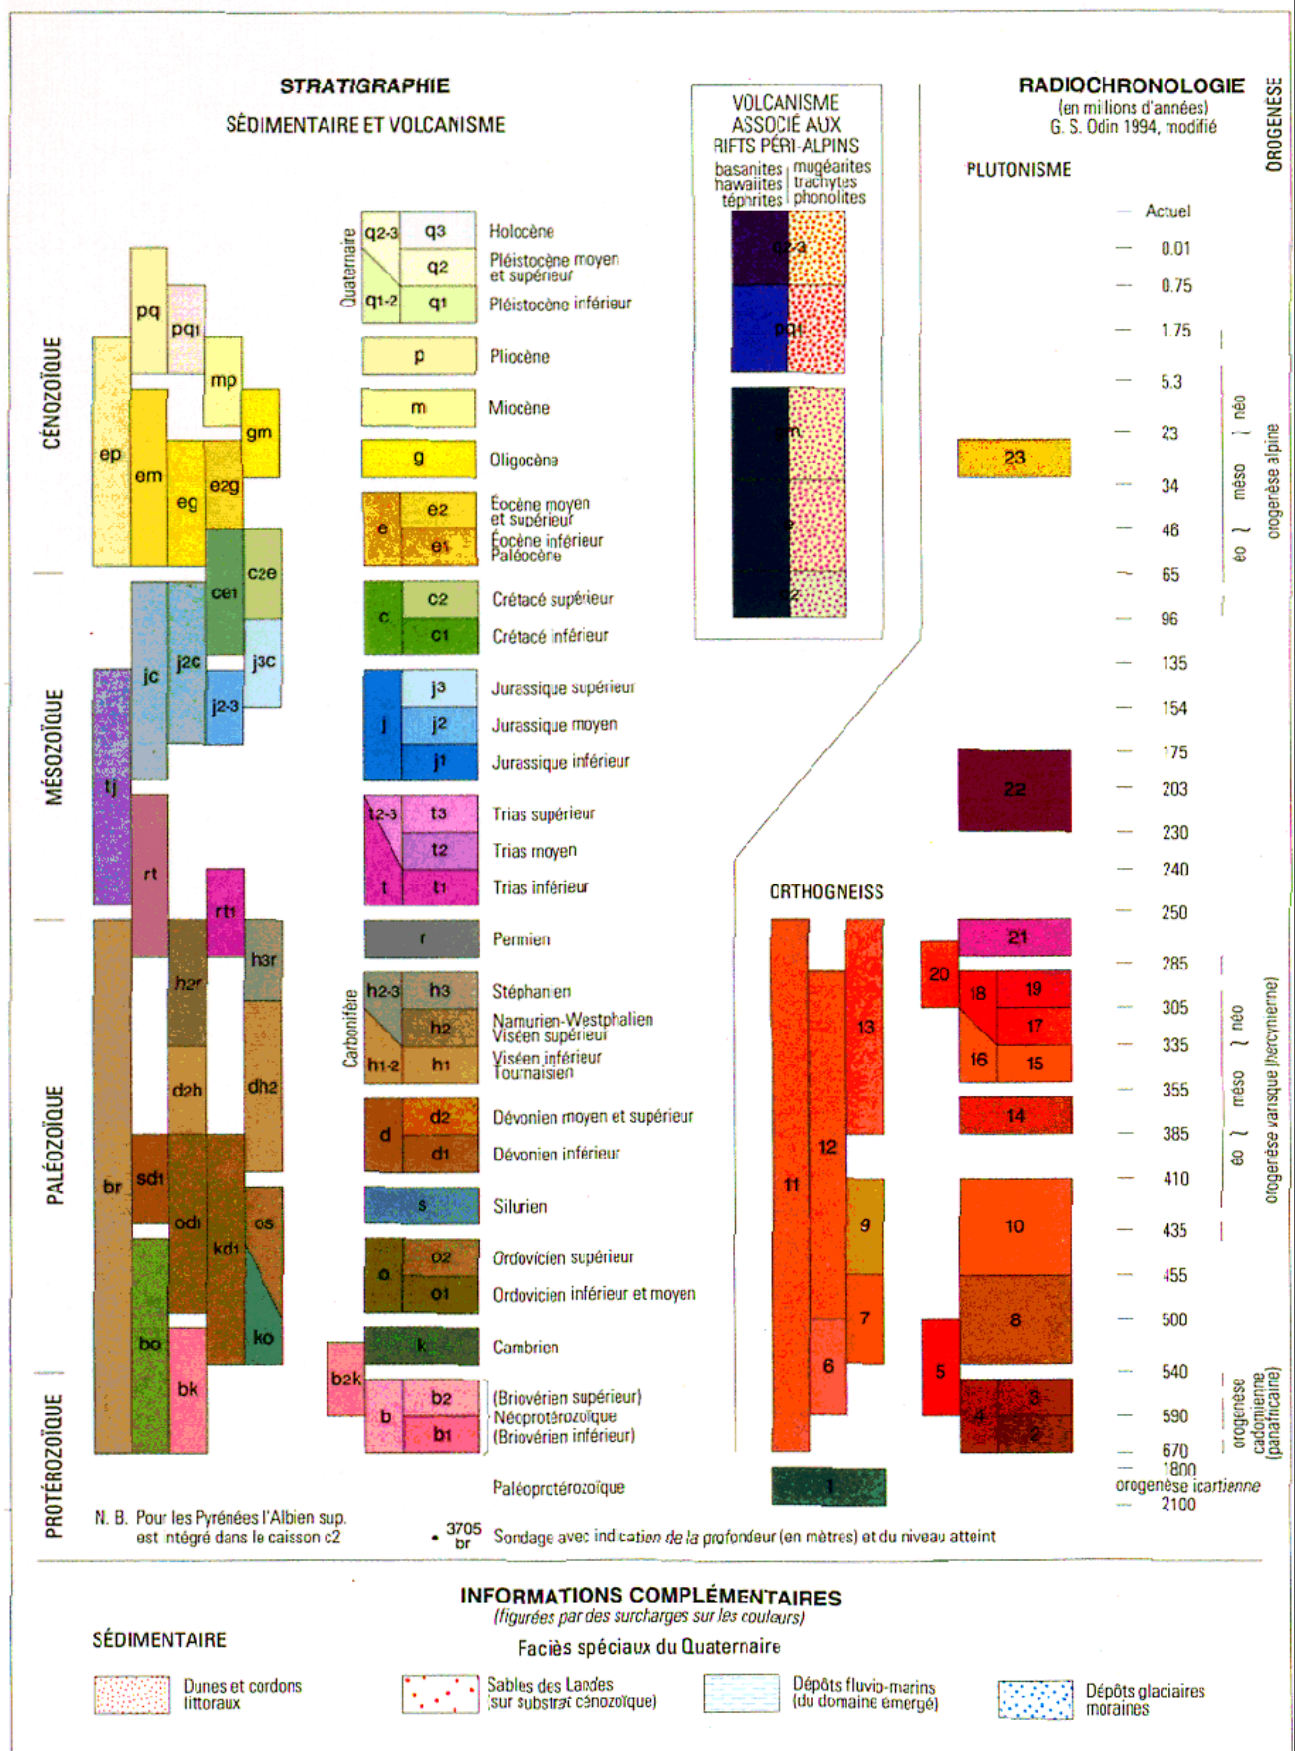 STRATIGRAPHIE
SÉDIMENTAIRE ET VOLCANISME
VOLCANISME
ASSOCIÉ AUX
RIFTS PÉRI-ALPINS
basanites mugéarites
hawaiites trachytes
téphrites phonolites
RADIOCHRONOLOGIE
(en millions d'années)
G. S. Odin 1994, modifié
PLUTONISME
OROGENÈSE
CÉNOZOÏQUE
MÉSOZOÏQUE
PALÉOZOÏQUE
PROTÉROZOÏQUE
pq
pq1
mp
gm
ep
em
eg
e2g
c2e
ce1
jc
j2c
j3c
j2-3
tj
rt
rt1
h2r
h3r
d2h
dh2
br
sd1
od1
kd1
os
ko
bo
bk
b2k
Quaternaire
q2-3 q3 Holocène
q2 Pléistocène moyen
et supérieur
q1-2 q1 Pléistocène inférieur
p Pliocène
m Miocène
g Oligocène
e e2 Éocène moyen
et supérieur
e1 Éocène inférieur
Paléocène
c c2 Crétacé supérieur
c1 Crétacé inférieur
j j3 Jurassique supérieur
j2 Jurassique moyen
j1 Jurassique inférieur
t2-3 t3 Trias supérieur
t2 Trias moyen
t t1 Trias inférieur
r Permien
Carbonifère
h2-3 h3 Stéphanien
h2 Namurien-Westphalien
Viséen supérieur
h1-2 h1 Viséen inférieur
Tournaisien
d d2 Dévonien moyen et supérieur
d1 Dévonien inférieur
s Silurien
o o2 Ordovicien supérieur
o1 Ordovicien inférieur et moyen
k Cambrien
b b2 (Briovérien supérieur)
Néoprotérozoïque
b1 (Briovérien inférieur)
Paléoprotérozoïque
q2-3
pq1
gm
e
c2
ORTHOGNEISS
11
12
13
9
7
6
1
23
22
21
20
18
19
17
16
15
14
10
8
5
4
3
2
Actuel
0.01
0.75
1.75
5.3
23
34
46
65
96
135
154
175
203
230
240
250
285
305
335
355
385
410
435
455
500
540
590
670
1800
orogenèse icartienne
2100
éo méso néo
orogenèse alpine
éo méso néo
orogenèse varisque (hercynienne)
orogenèse
cadomienne
(panafricaine)
N. B. Pour les Pyrénées l'Albien sup.
est intégré dans le caisson c2
3705
br
Sondage avec indication de la profondeur (en mètres) et du niveau atteint
INFORMATIONS COMPLÉMENTAIRES
(figurées par des surcharges sur les couleurs)
SÉDIMENTAIRE
Faciès spéciaux du Quaternaire
Dunes et cordons
littoraux
Sables des Landes
(sur substrat cénozoïque)
Dépôts fluvio-marins
(du domaine émergé)
Dépôts glaciaires
moraines